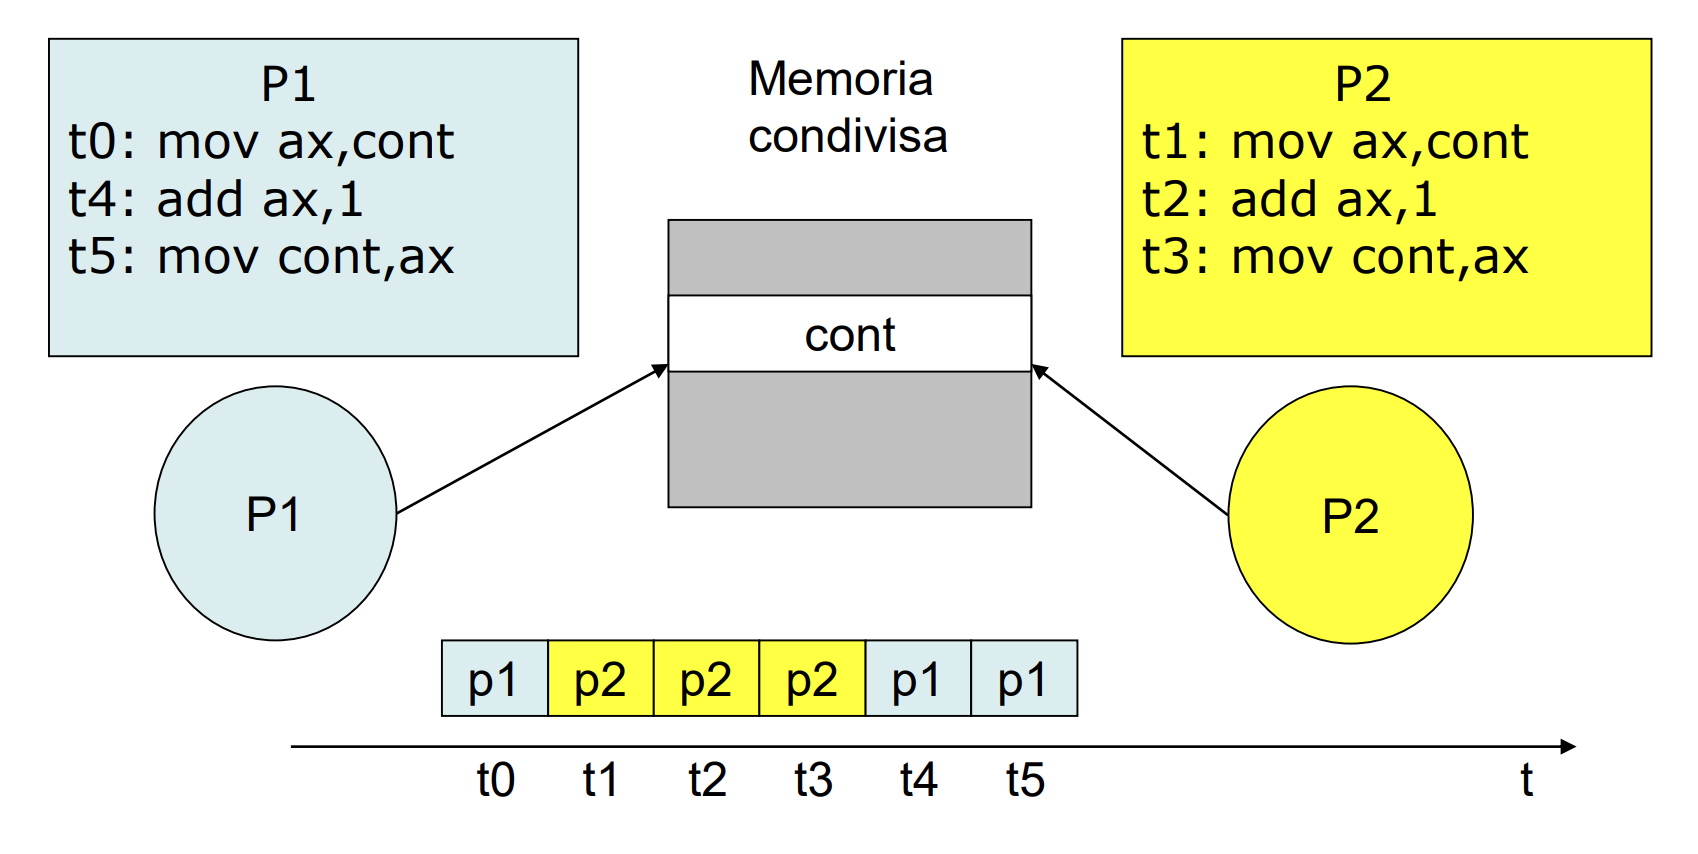 P1
t0: mov ax,cont
t4: add ax,1
t5: mov cont,ax
Memoria
condivisa
P2
t1: mov ax,cont
t2: add ax,1
t3: mov cont,ax
cont
P1
P2
p1 p2 p2 p2 p1 p1
t0 t1 t2 t3 t4 t5 t